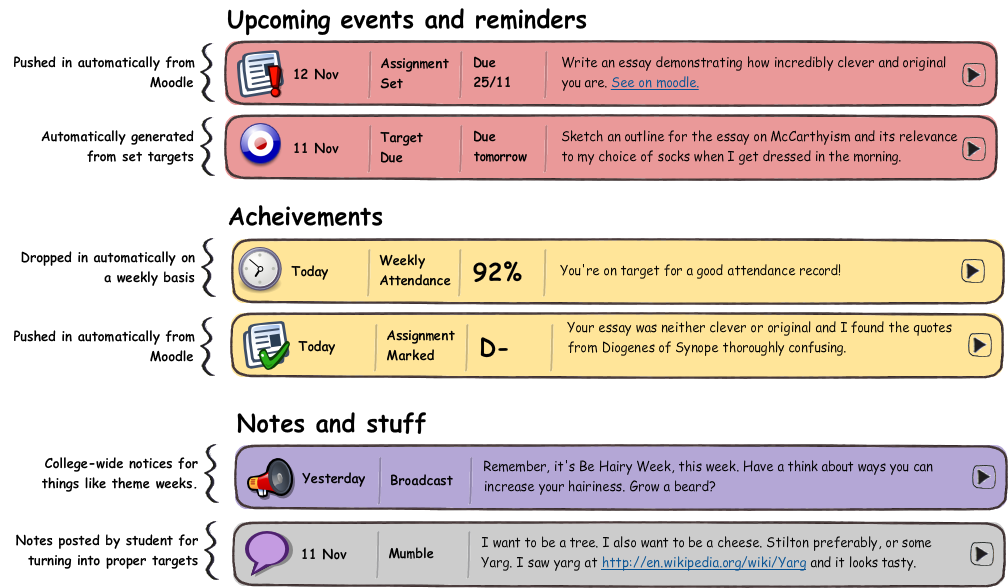 Upcoming events and reminders
Pushed in automatically from
Moodle
12 Nov
Assignment
Set
Due
25/11
Write an essay demonstrating how incredibly clever and original
you are. See on moodle.
Automatically generated
from set targets
11 Nov
Target
Due
Due
tomorrow
Sketch an outline for the essay on McCarthyism and its relevance
to my choice of socks when I get dressed in the morning.
Acheivements
Dropped in automatically on
a weekly basis
Today
Weekly
Attendance
92%
You're on target for a good attendance record!
Pushed in automatically from
Moodle
Today
Assignment
Marked
D-
Your essay was neither clever or original and I found the quotes
from Diogenes of Synope thoroughly confusing.
Notes and stuff
College-wide notices for
things like theme weeks.
Yesterday
Broadcast
Remember, it's Be Hairy Week, this week. Have a think about ways you can
increase your hairiness. Grow a beard?
Notes posted by student for
turning into proper targets
11 Nov
Mumble
I want to be a tree. I also want to be a cheese. Stilton preferably, or some
Yarg. I saw yarg at http://en.wikipedia.org/wiki/Yarg and it looks tasty.